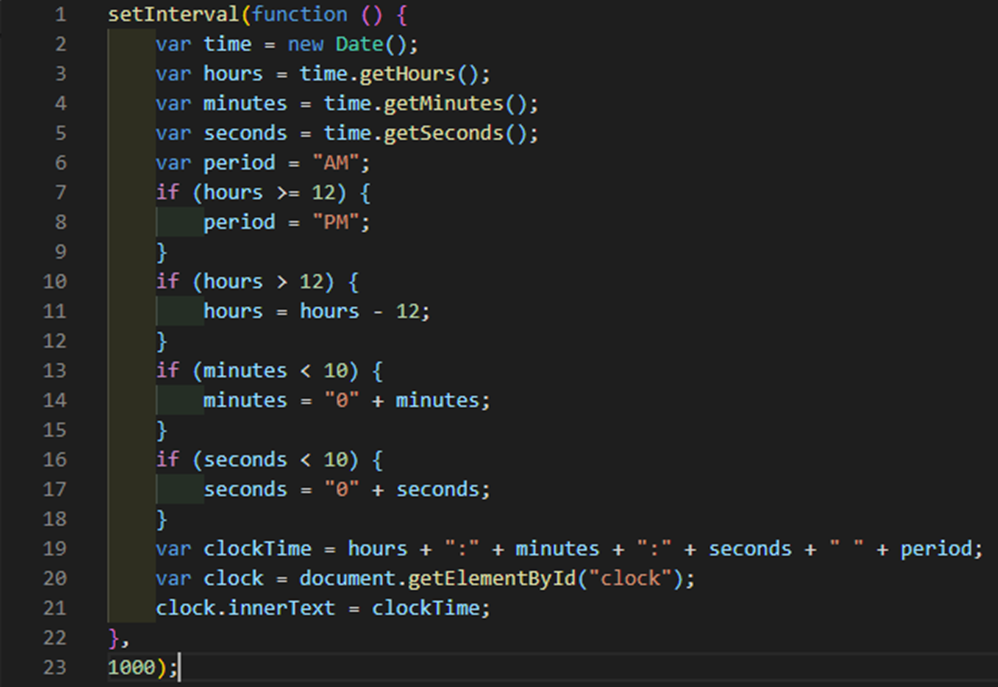 1 setInterval(function () {
2     var time = new Date();
3     var hours = time.getHours();
4     var minutes = time.getMinutes();
5     var seconds = time.getSeconds();
6     var period = "AM";
7     if (hours >= 12) {
8         period = "PM";
9     }
10     if (hours > 12) {
11         hours = hours - 12;
12     }
13     if (minutes < 10) {
14         minutes = "0" + minutes;
15     }
16     if (seconds < 10) {
17         seconds = "0" + seconds;
18     }
19     var clockTime = hours + ":" + minutes + ":" + seconds + " " + period;
20     var clock = document.getElementById("clock");
21     clock.innerText = clockTime;
22 },
23 1000);